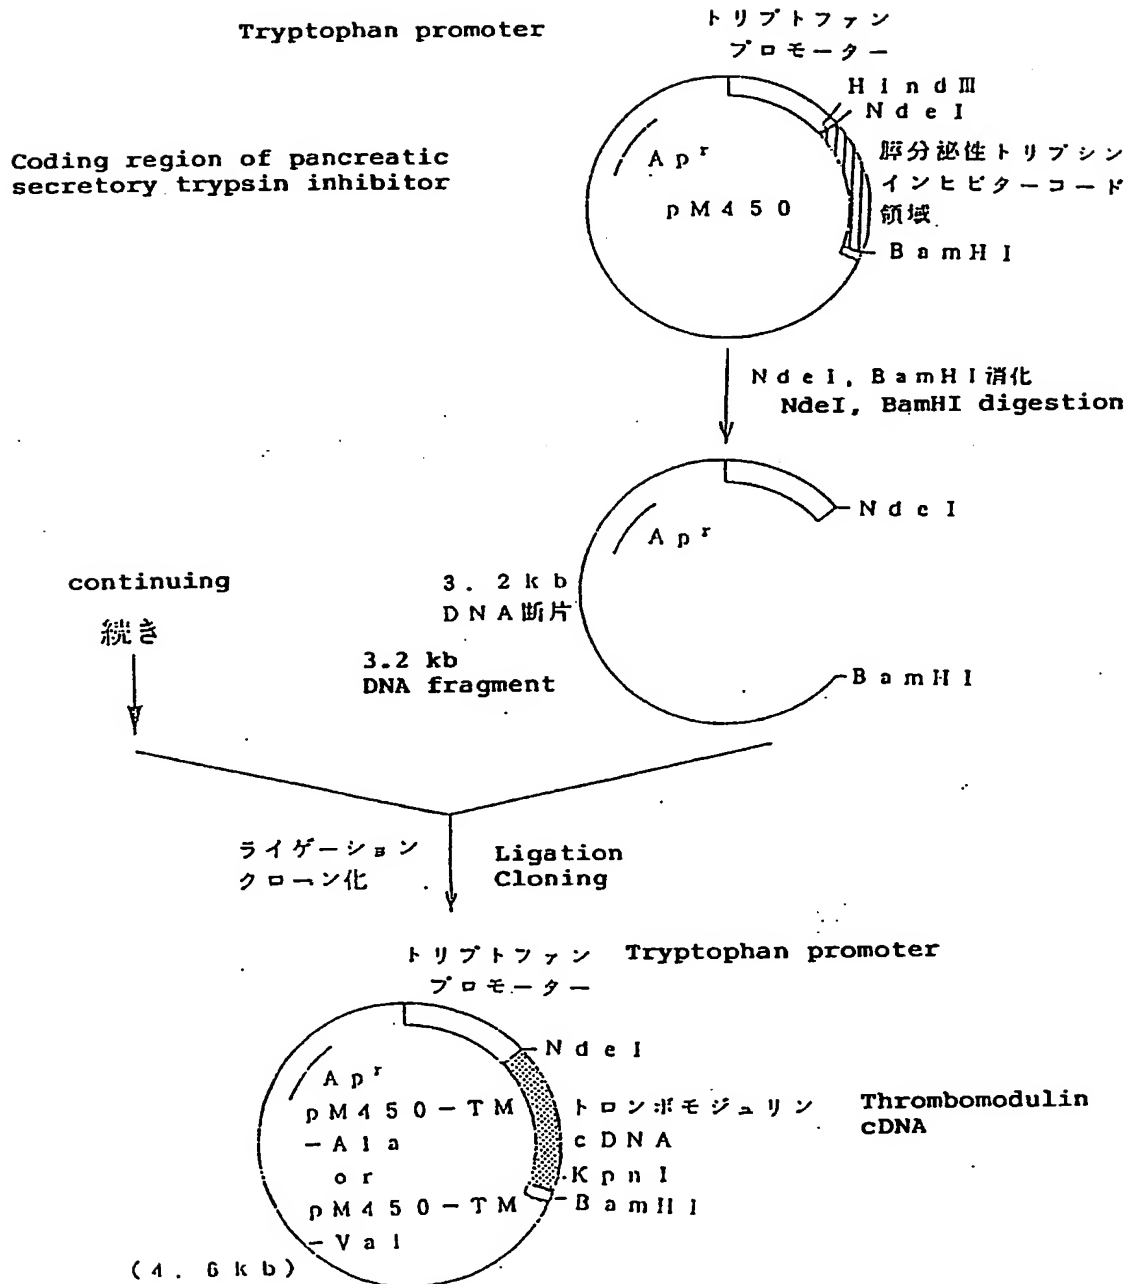 Tryptophan promoter
トリプトファン
プロモーター
HindⅢ
NdeI
Coding region of pancreatic
secretory trypsin inhibitor
Apʳ
pM450
膵分泌性トリプシン
インヒビターコード
領域
BamHI
NdeI, BamHI消化
NdeI, BamHI digestion
NdeI
Apʳ
continuing
続き
3.2kb
DNA断片
3.2 kb
DNA fragment
BamHI
ライゲーション
クローン化
Ligation
Cloning
トリプトファン
プロモーター
Tryptophan promoter
NdeI
Apʳ
pM450-TM
-Ala
or
pM450-TM
-Val
トロンボモジュリン
cDNA
Thrombomodulin
cDNA
KpnI
BamHI
(4.6kb)